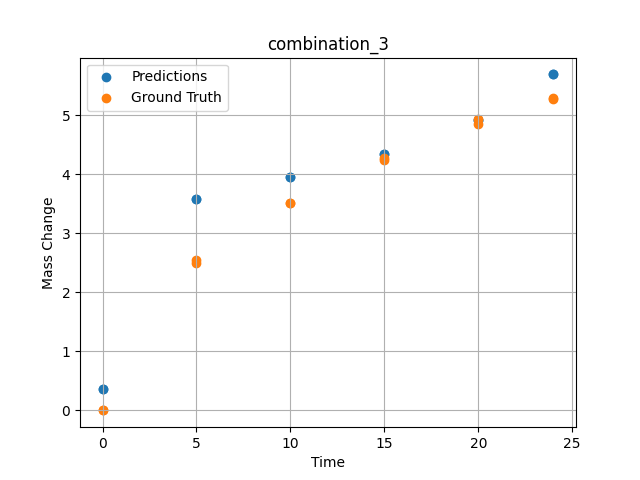 combination_3
Predictions
Ground Truth
Mass Change
5
4
3
2
1
0
0 5 10 15 20 25
Time